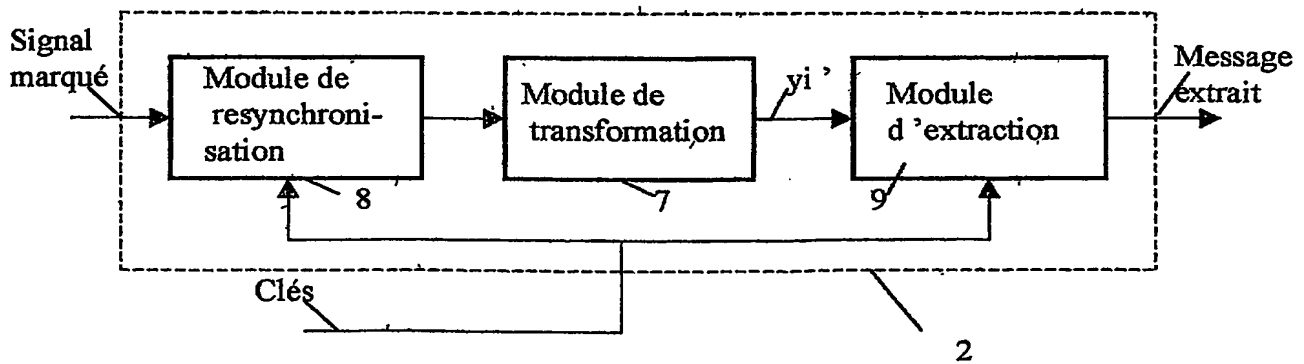 Signal
marqué
Module de
resynchroni-
sation
8
Module de
transformation
7
yi ’
Module
d ’extraction
9
Message
extrait
Clés
2